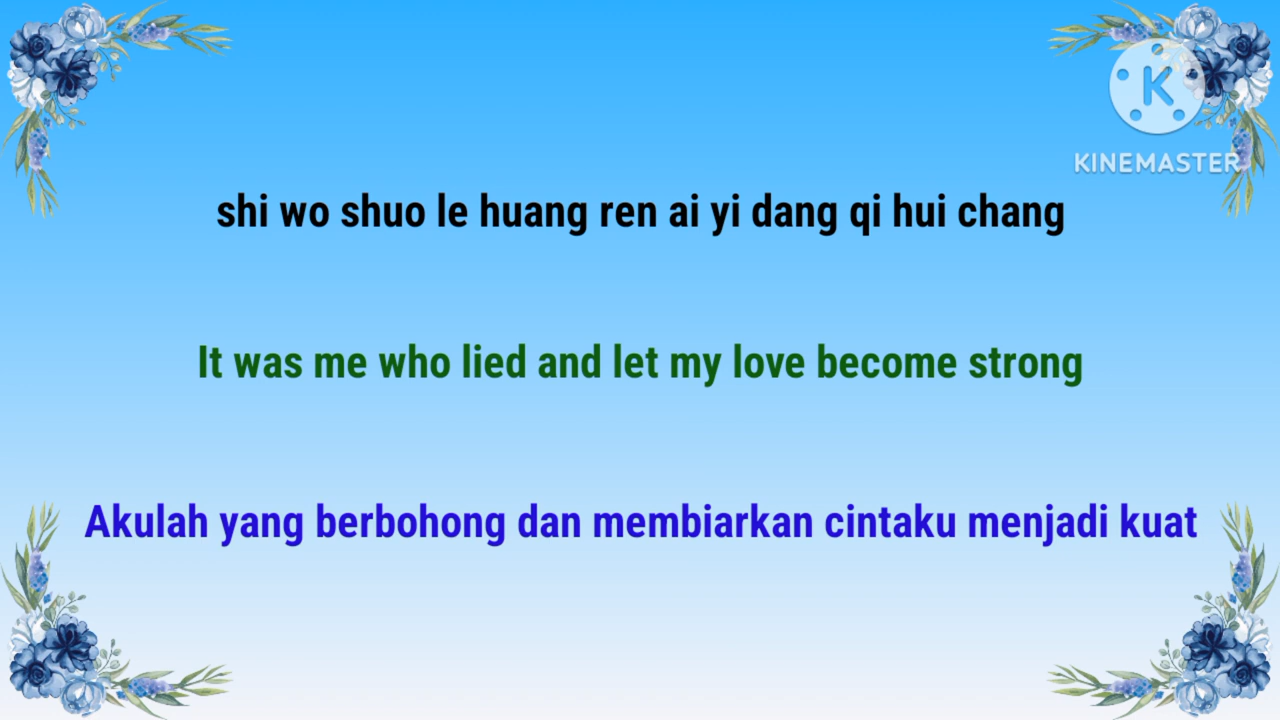 KINEMASTER
shi wo shuo le huang ren ai yi dang qi hui chang
It was me who lied and let my love become strong
Akulah yang berbohong dan membiarkan cintaku menjadi kuat